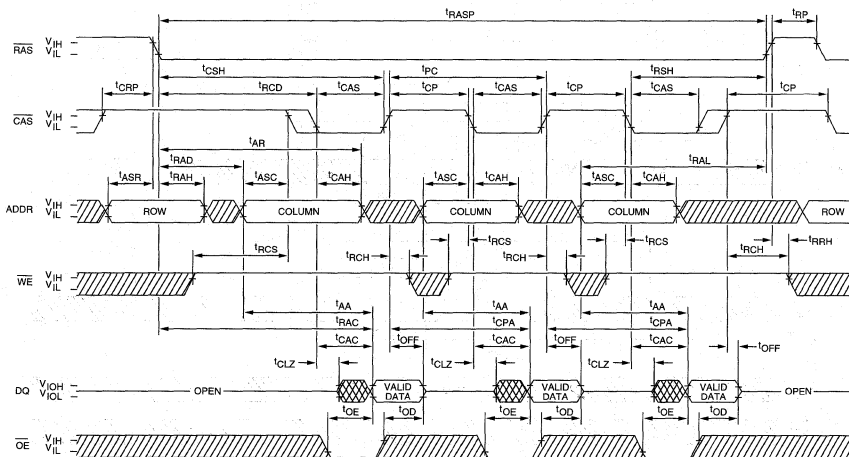 tRASP tRP
RAS VIH
VIL
tCSH tPC tRSH
tCRP tRCD tCAS tCP tCAS tCP tCAS tCP
CAS VIH
VIL
tAR
tRAD tRAL
tASR tRAH tASC tCAH tASC tCAH tASC tCAH
ADDR VIH
VIL
ROW COLUMN COLUMN COLUMN ROW
tRCS tRCH tRCS tRCH tRCS tRCH tRRH
WE VIH
VIL
tAA tAA tAA
tRAC tCPA tCPA
tCAC tOFF tCAC tOFF tCAC tOFF
tCLZ tCLZ tCLZ
DQ VIOH
VIOL
OPEN VALID DATA VALID DATA VALID DATA OPEN
tOE tOD tOE tOD tOE tOD
OE VIH
VIL